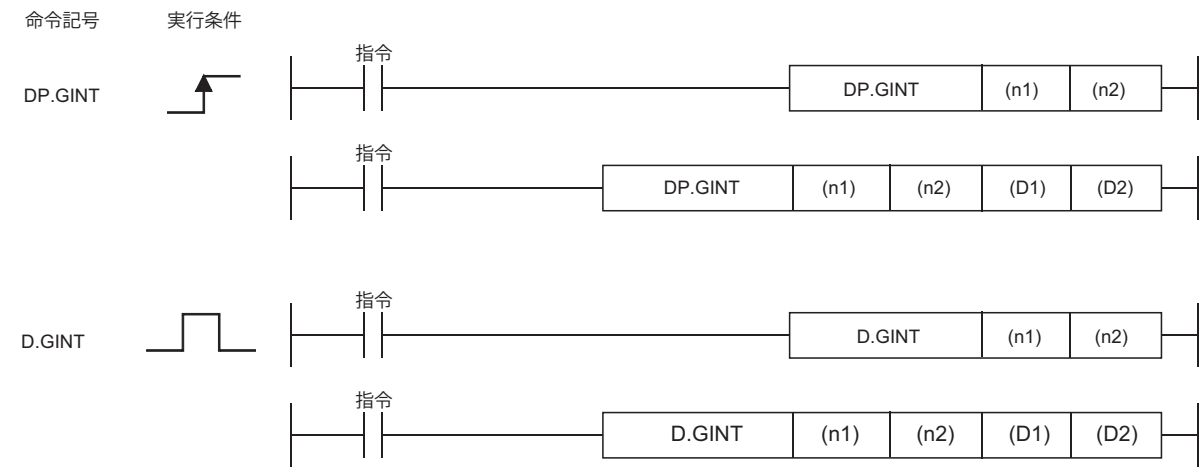 命令記号 実行条件
指令
DP.GINT DP.GINT (n1) (n2)
指令
DP.GINT (n1) (n2) (D1) (D2)
指令
D.GINT D.GINT (n1) (n2)
指令
D.GINT (n1) (n2) (D1) (D2)